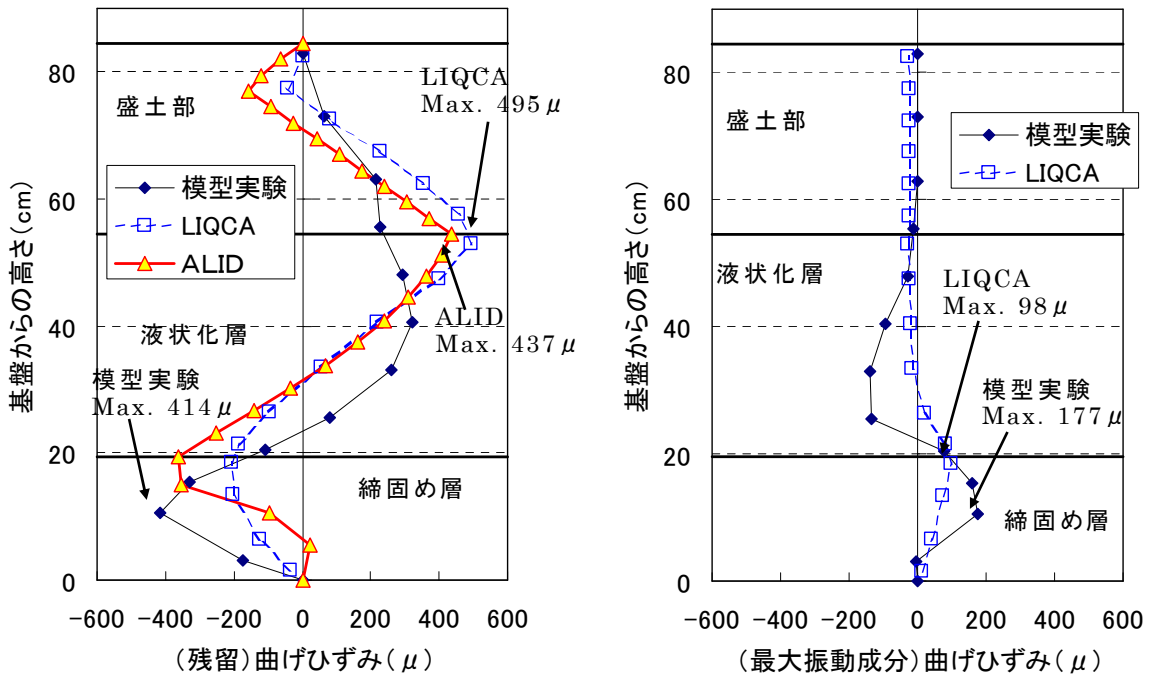 基盤からの高さ(cm)
80
60
40
20
0
-600
-400
-200
0
200
400
600
(残留)曲げひずみ(μ)
盛土部
模型実験
LIQCA
ALID
LIQCA
Max. 495μ
ALID
Max. 437μ
液状化層
模型実験
Max. 414μ
締固め層
基盤からの高さ(cm)
80
60
40
20
0
-600
-400
-200
0
200
400
600
(最大振動成分)曲げひずみ(μ)
盛土部
模型実験
LIQCA
液状化層
LIQCA
Max. 98μ
模型実験
Max. 177μ
締固め層